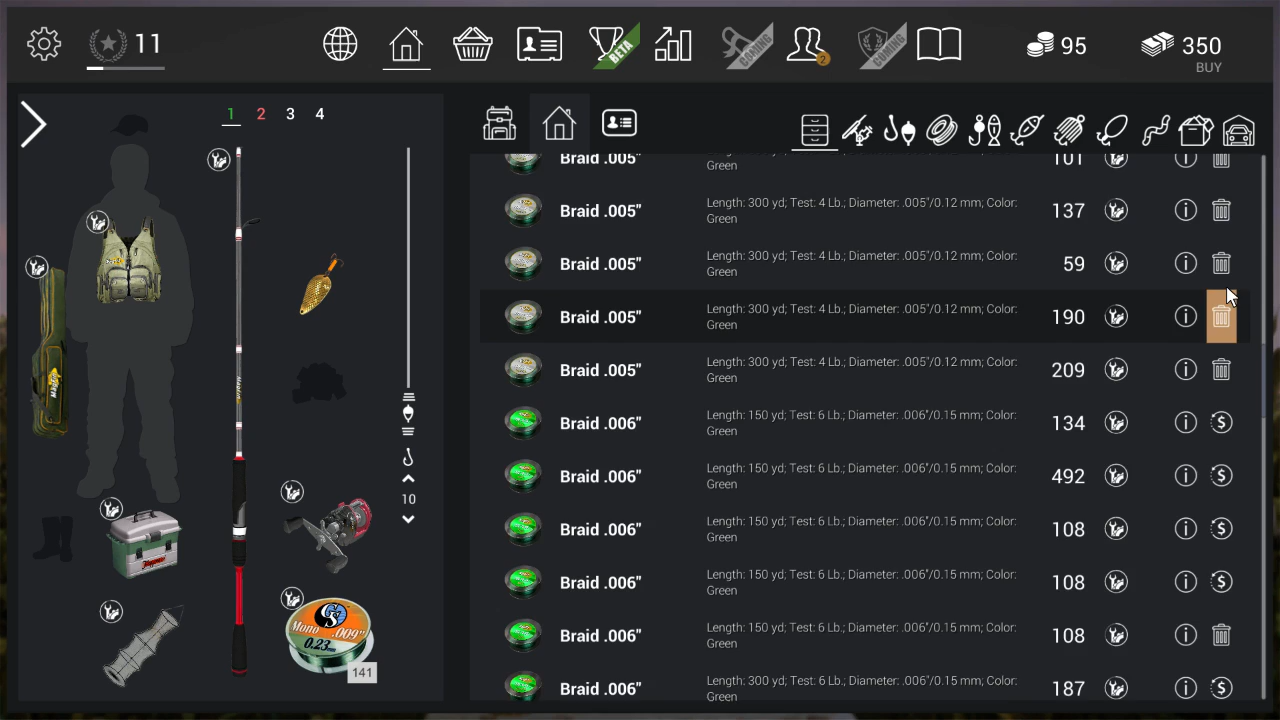 11
BETA
COMING
2
COMING
95
350
BUY
1 2 3 4
10
Mono .009"
0.23mm
141
Braid .005"
Green
101
Braid .005"
Length: 300 yd; Test: 4 Lb.; Diameter: .005"/0.12 mm; Color:
Green
137
Braid .005"
Length: 300 yd; Test: 4 Lb.; Diameter: .005"/0.12 mm; Color:
Green
59
Braid .005"
Length: 300 yd; Test: 4 Lb.; Diameter: .005"/0.12 mm; Color:
Green
190
Braid .005"
Length: 300 yd; Test: 4 Lb.; Diameter: .005"/0.12 mm; Color:
Green
209
Braid .006"
Length: 150 yd; Test: 6 Lb.; Diameter: .006"/0.15 mm; Color:
Green
134
Braid .006"
Length: 150 yd; Test: 6 Lb.; Diameter: .006"/0.15 mm; Color:
Green
492
Braid .006"
Length: 150 yd; Test: 6 Lb.; Diameter: .006"/0.15 mm; Color:
Green
108
Braid .006"
Length: 150 yd; Test: 6 Lb.; Diameter: .006"/0.15 mm; Color:
Green
108
Braid .006"
Length: 150 yd; Test: 6 Lb.; Diameter: .006"/0.15 mm; Color:
Green
108
Braid .006"
Length: 300 yd; Test: 6 Lb.; Diameter: .006"/0.15 mm; Color:
Green
187